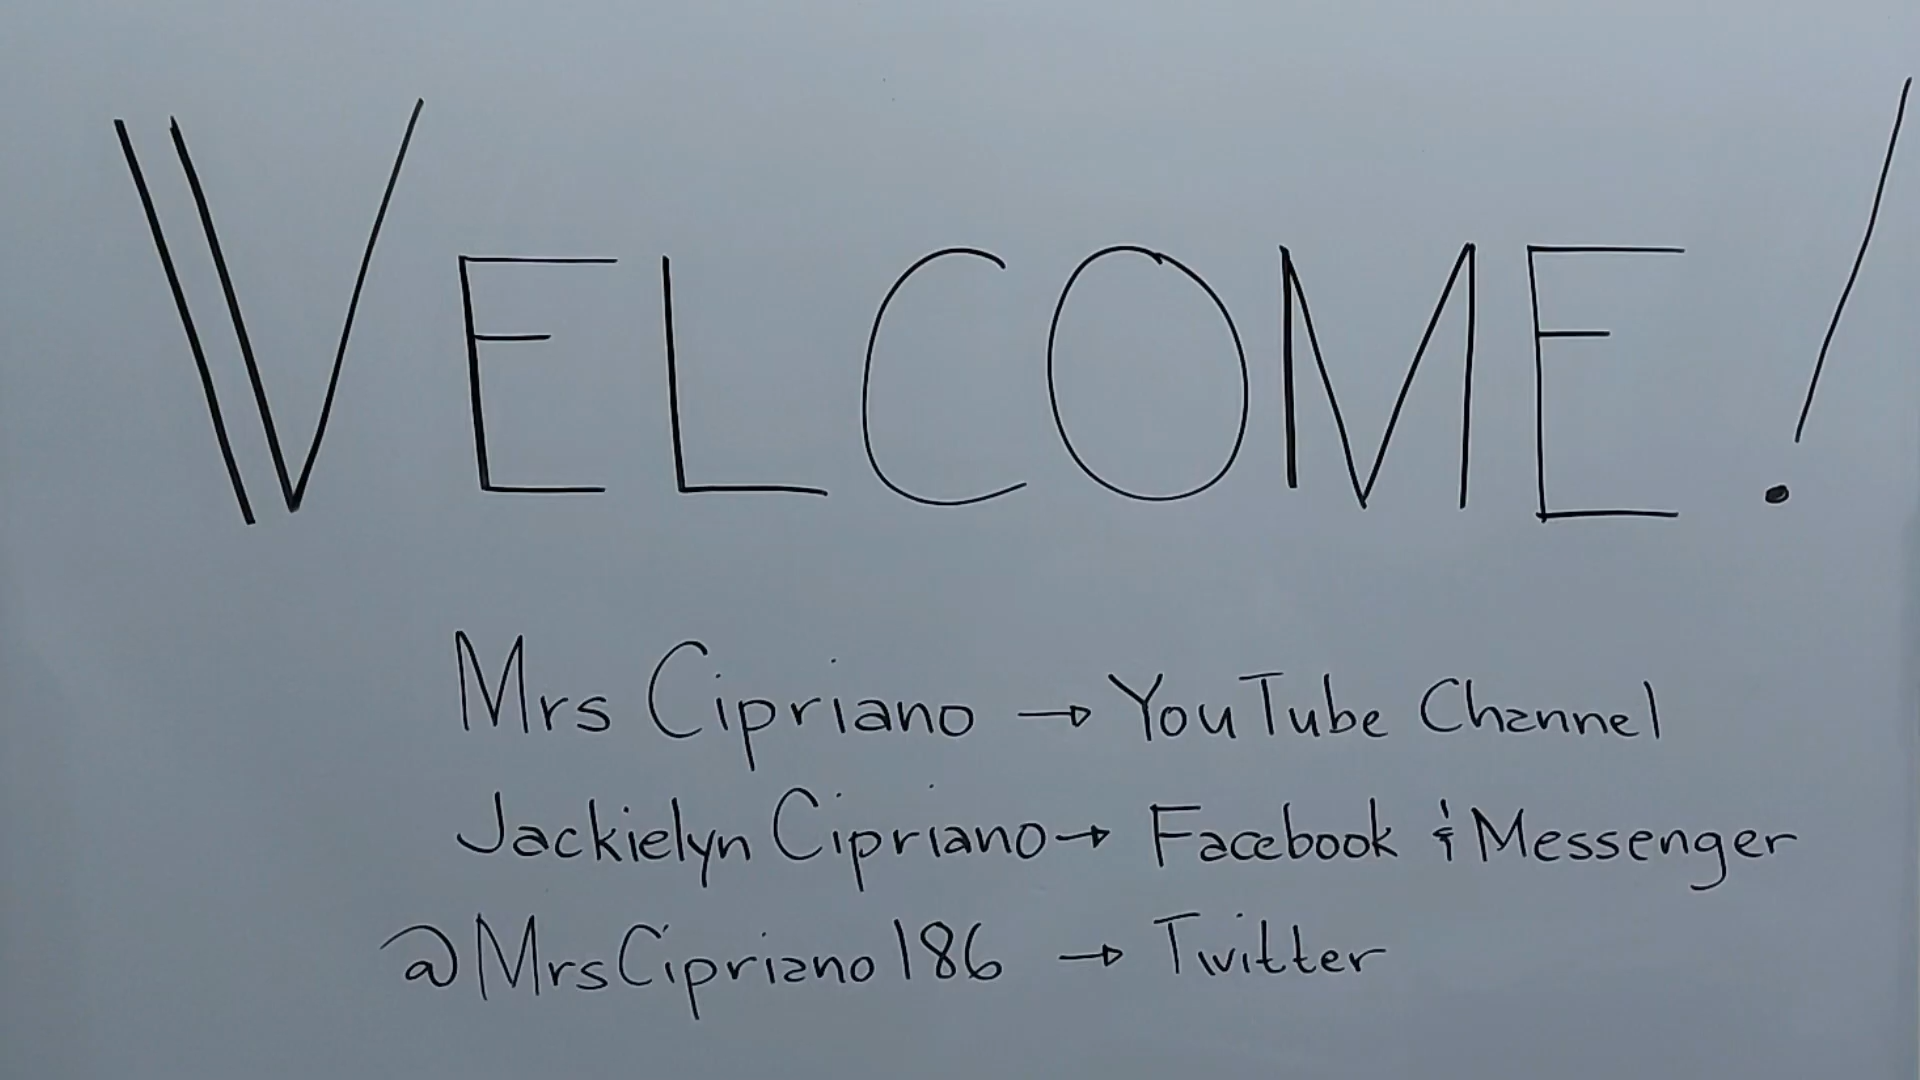 WELCOME!
Mrs Cipriano → YouTube Channel
Jackielyn Cipriano → Facebook & Messenger
@MrsCipriano186 → Twitter